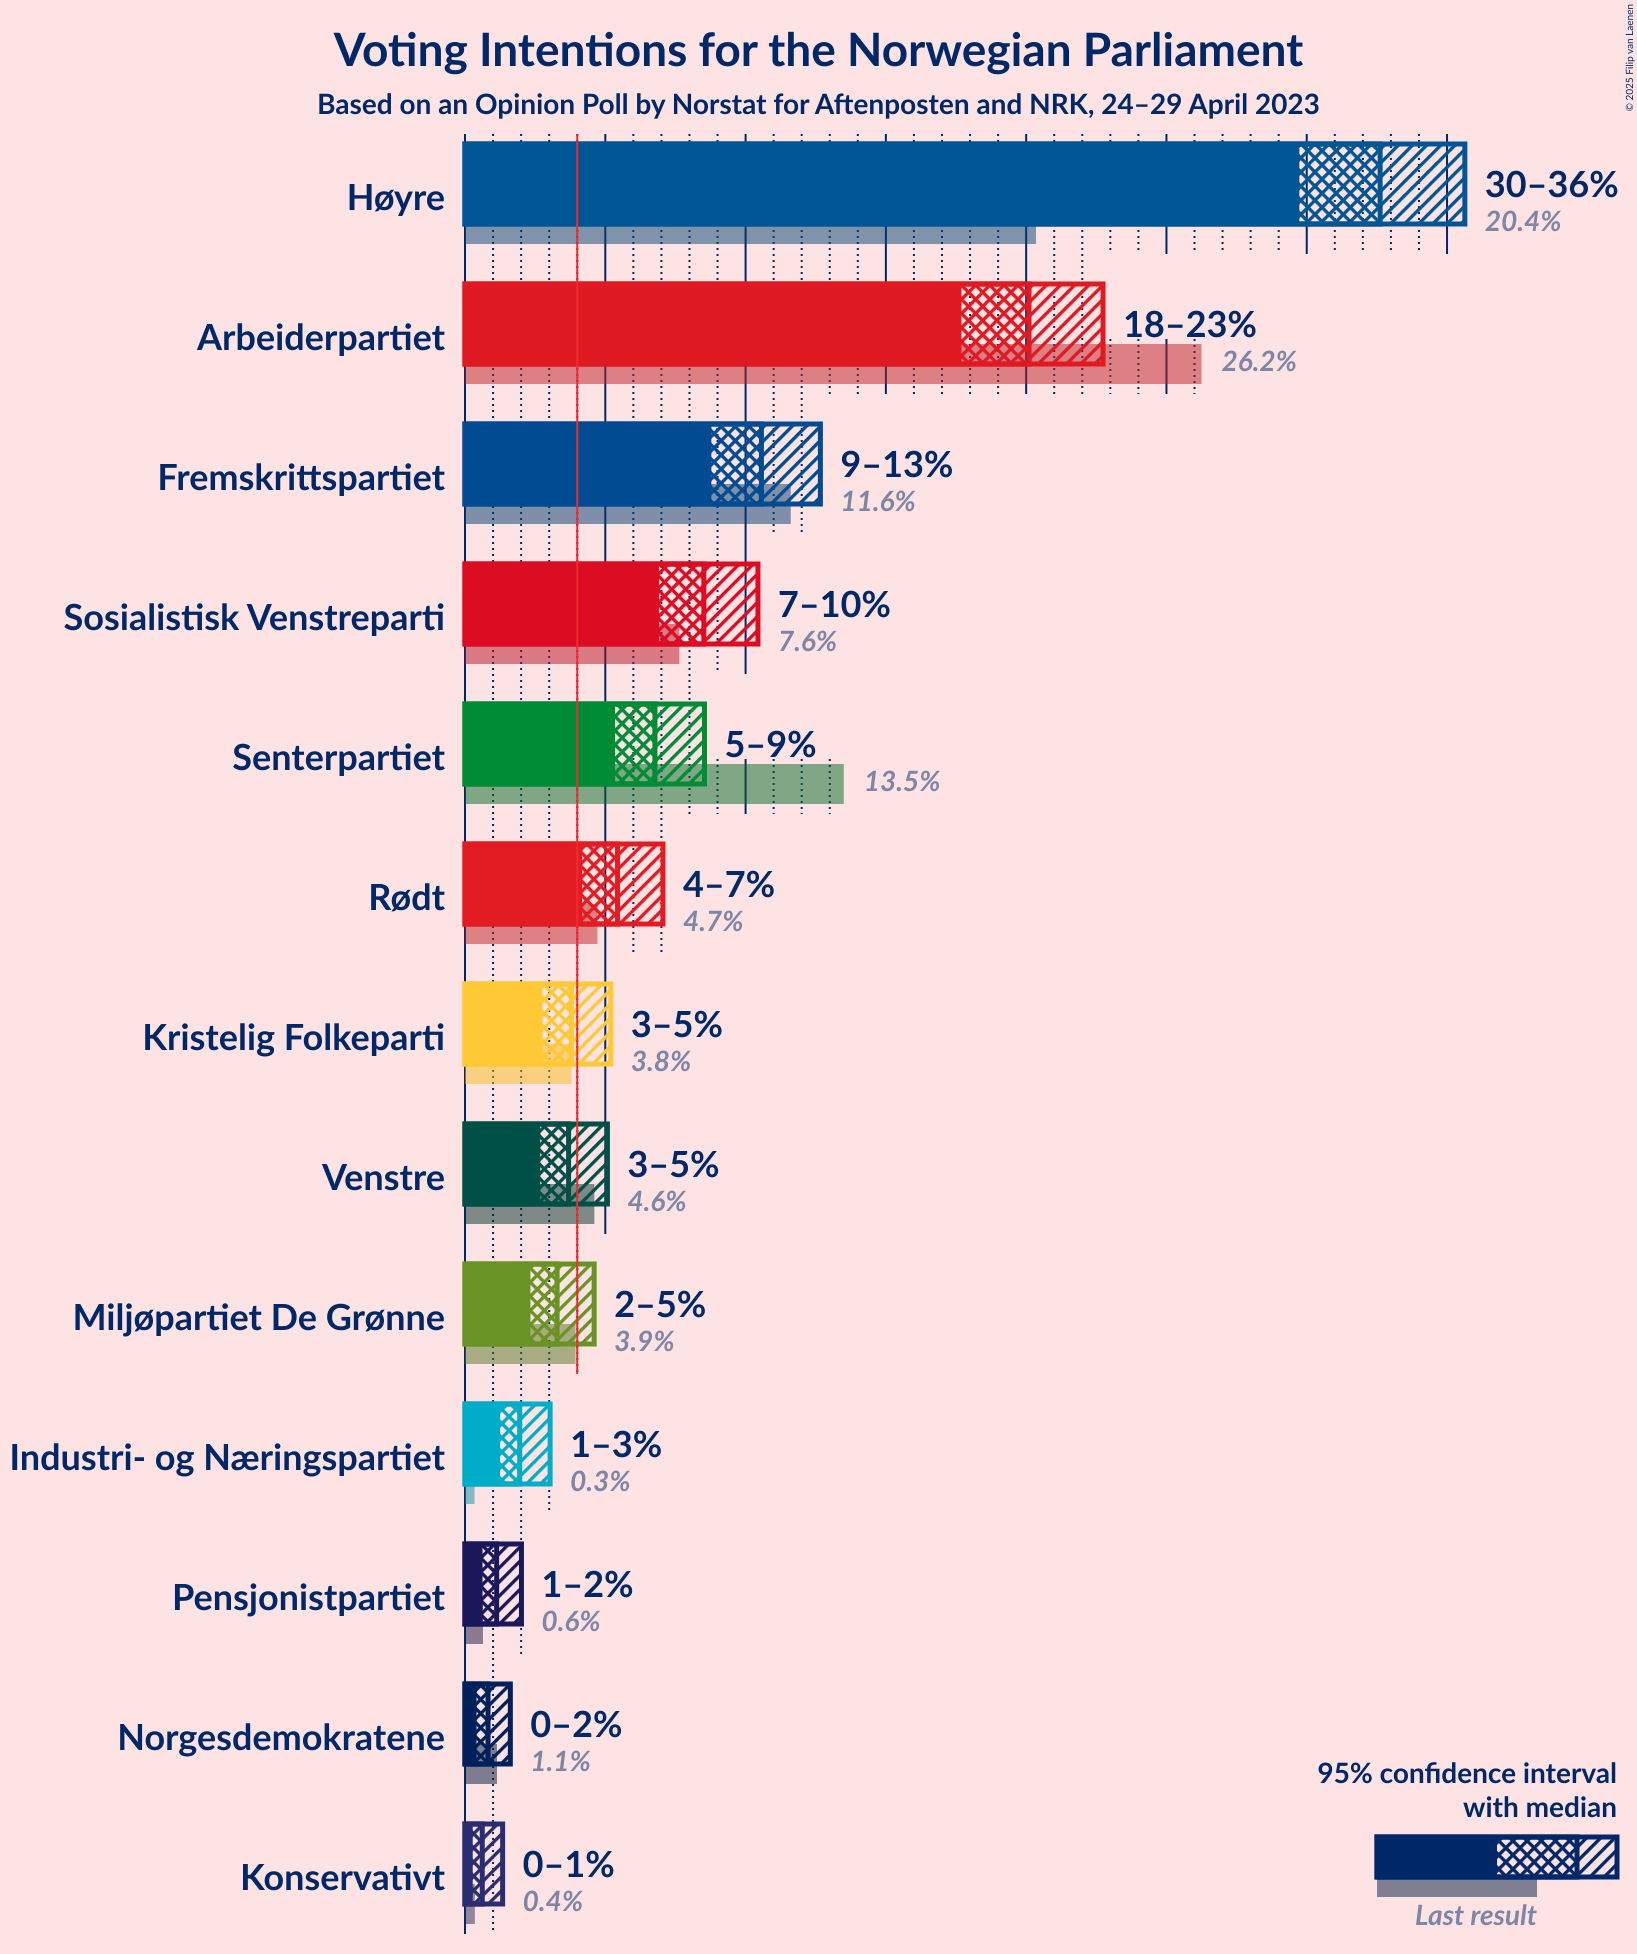 Voting Intentions for the Norwegian Parliament
Based on an Opinion Poll by Norstat for Aftenposten and NRK, 24–29 April 2023
© 2025 Filip van Laenen
Høyre
30–36%
20.4%
Arbeiderpartiet
18–23%
26.2%
Fremskrittspartiet
9–13%
11.6%
Sosialistisk Venstreparti
7–10%
7.6%
Senterpartiet
5–9%
13.5%
Rødt
4–7%
4.7%
Kristelig Folkeparti
3–5%
3.8%
Venstre
3–5%
4.6%
Miljøpartiet De Grønne
2–5%
3.9%
Industri- og Næringspartiet
1–3%
0.3%
Pensjonistpartiet
1–2%
0.6%
Norgesdemokratene
0–2%
1.1%
Konservativt
0–1%
0.4%
95% confidence interval
with median
Last result